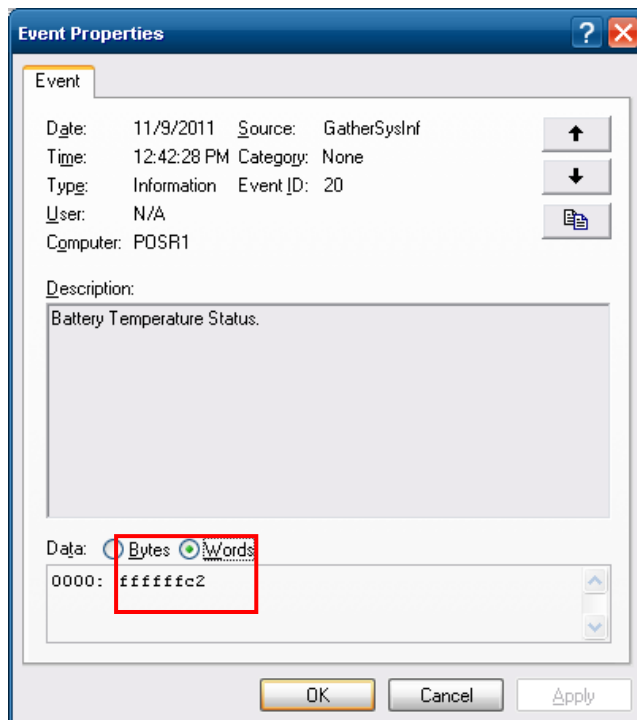 Event Properties
Event
Date: 11/9/2011 Source: GatherSysInf
Time: 12:42:28 PM Category: None
Type: Information Event ID: 20
User: N/A
Computer: POSR1
Description:
Battery Temperature Status.
Data: Bytes Words
0000: ffffffc2
OK Cancel Apply